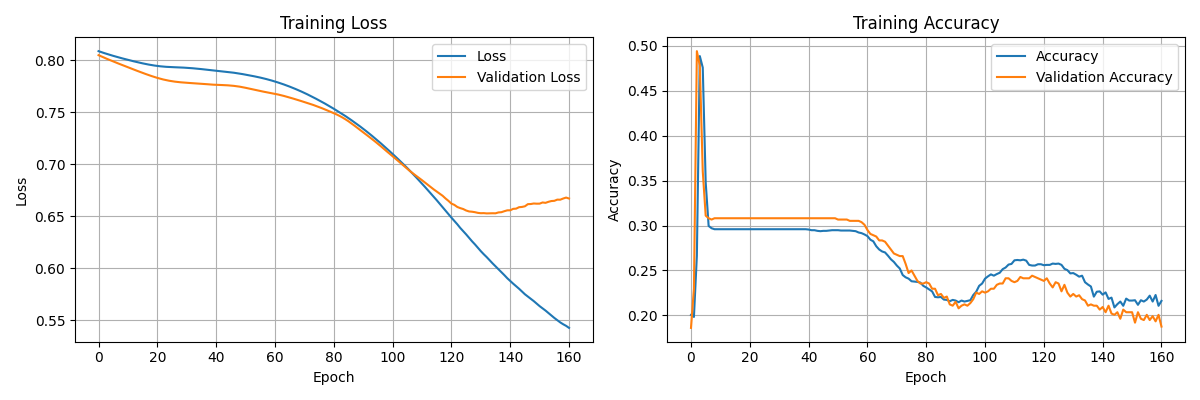 Training Loss
Loss
Validation Loss
0.80
0.75
0.70
0.65
0.60
0.55
Loss
0 20 40 60 80 100 120 140 160
Epoch
Training Accuracy
Accuracy
Validation Accuracy
0.50
0.45
0.40
0.35
0.30
0.25
0.20
Accuracy
0 20 40 60 80 100 120 140 160
Epoch